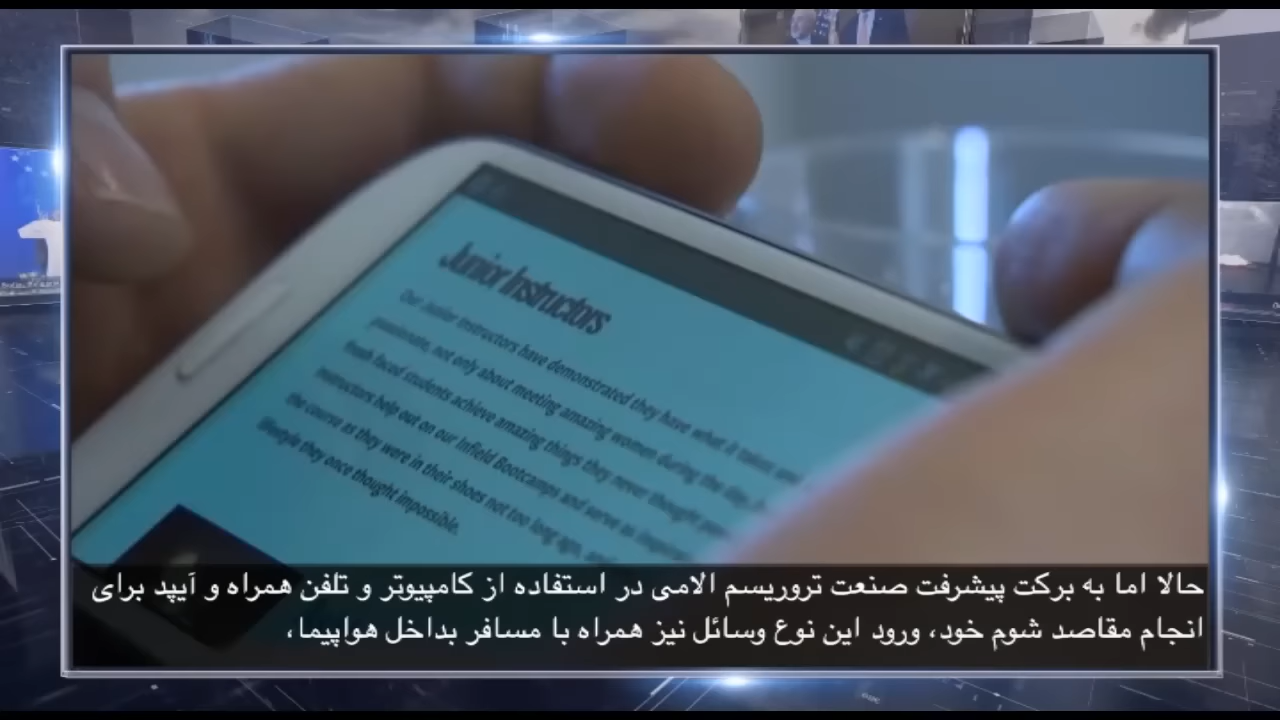 Junior Instructors
Our Junior Instructors have demonstrated they have what it takes and
passionate, not only about meeting amazing women during the day,
fresh faced students achieve amazing things they never thought
instructors help out on our Infield Bootcamps and serve as
the course as they were in their shoes not too long ago,
lifestyle they once thought impossible.
حالا اما به برکت پیشرفت صنعت تروریسم الامی در استفاده از کامپیوتر و تلفن همراه و آیپد برای
انجام مقاصد شوم خود، ورود این نوع وسائل نیز همراه با مسافر بداخل هواپیما،